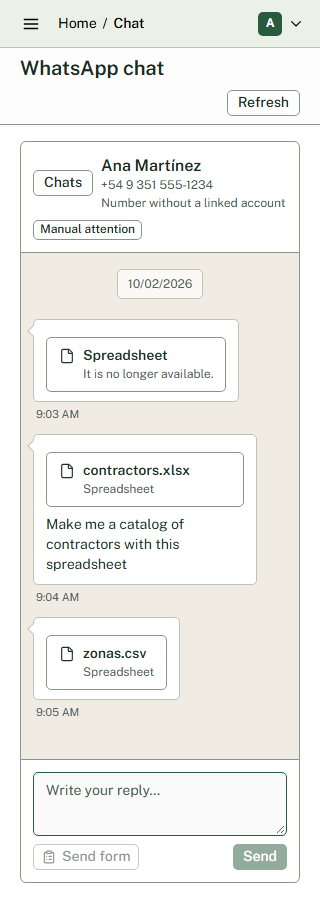 Home / Chat
A
WhatsApp chat
Refresh
Chats
Ana Martínez
+54 9 351 555-1234
Number without a linked account
Manual attention
10/02/2026
Spreadsheet
It is no longer available.
9:03 AM
contractors.xlsx
Spreadsheet
Make me a catalog of
contractors with this
spreadsheet
9:04 AM
zonas.csv
Spreadsheet
9:05 AM
Write your reply...
Send form
Send